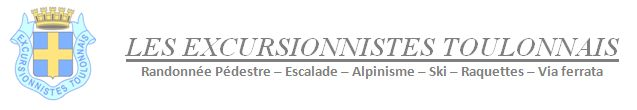 EXCURSIONNISTES TOULONNAIS
LES EXCURSIONNISTES TOULONNAIS
Randonnée Pédestre – Escalade – Alpinisme – Ski – Raquettes – Via ferrata